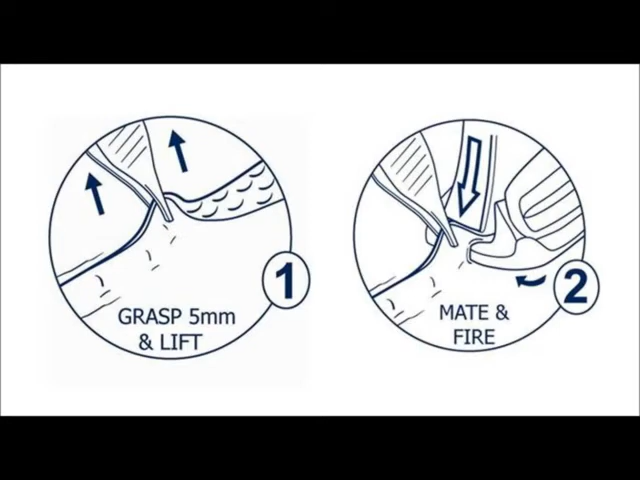 1
GRASP 5mm
& LIFT
2
MATE &
FIRE